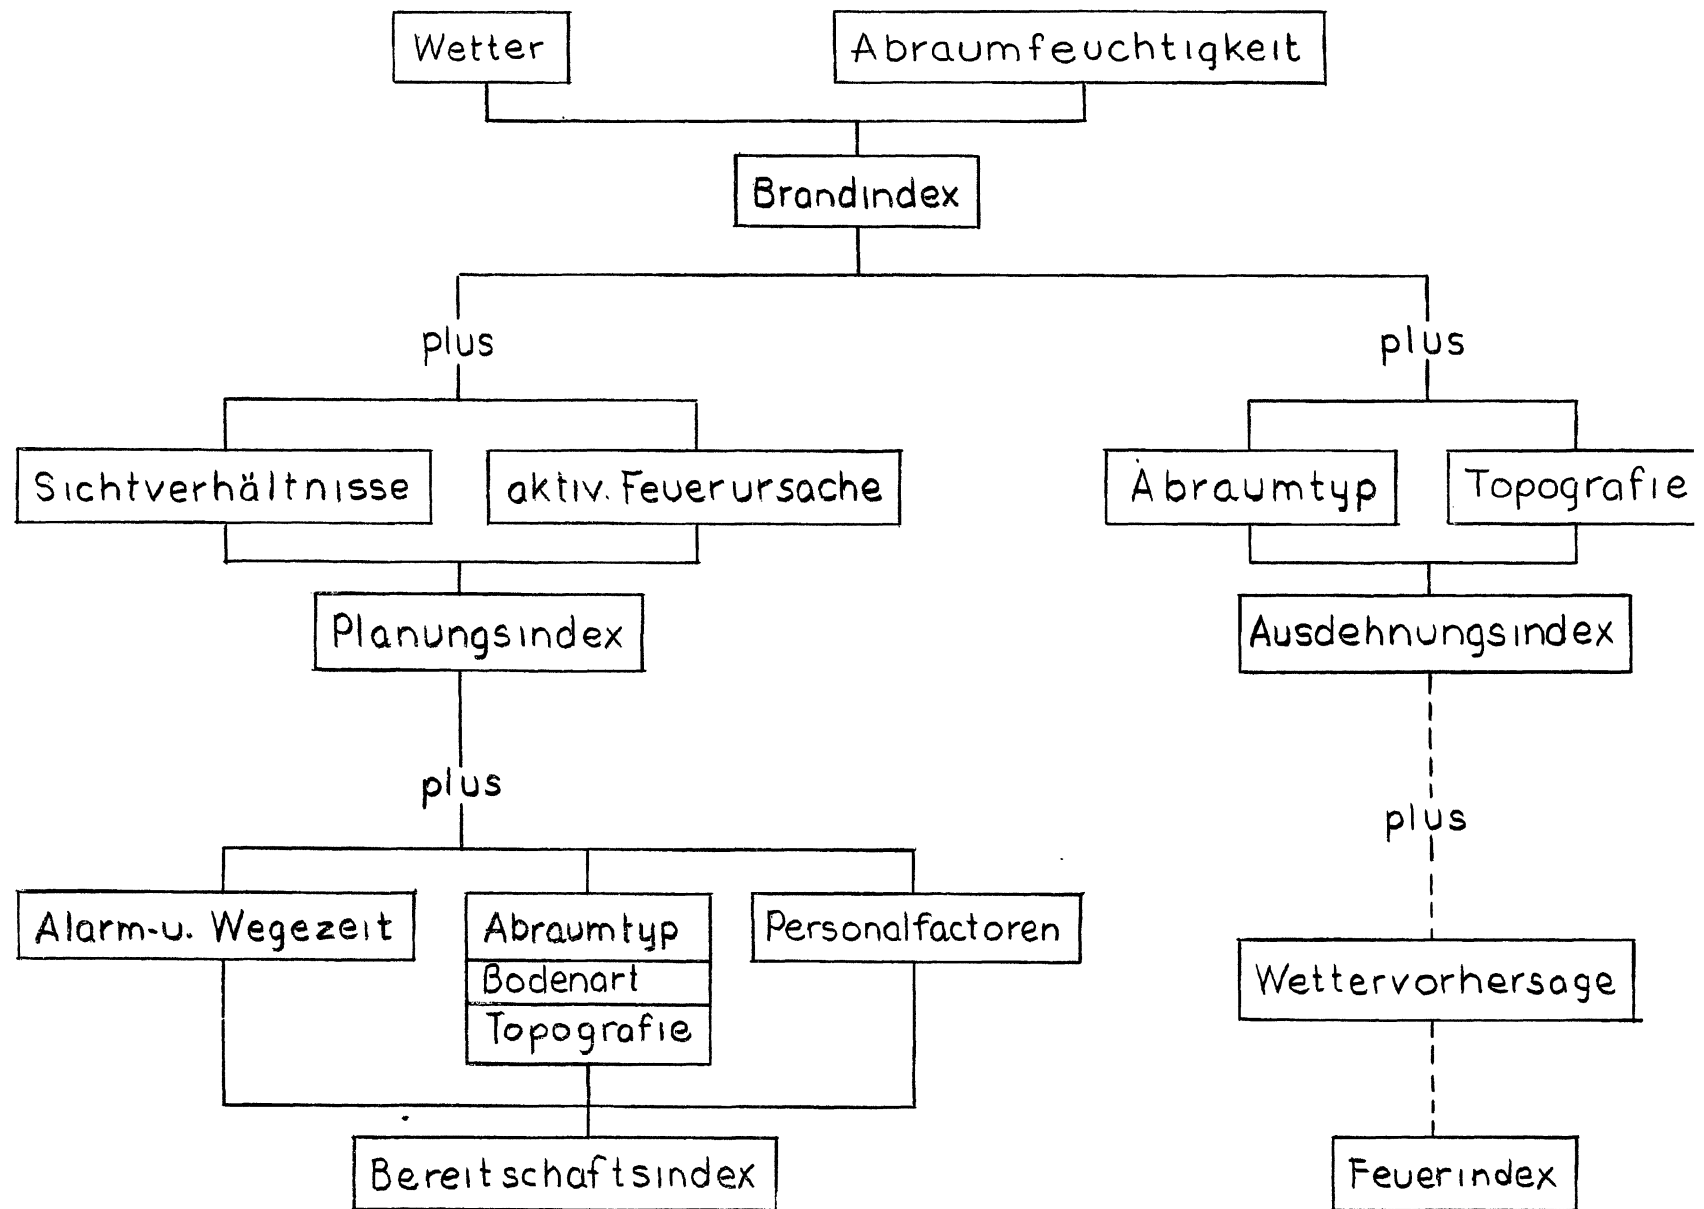 Wetter
Abraumfeuchtigkeit
Brandindex
plus
plus
Sichtverhältnisse
aktiv. Feuerursache
Abraumtyp
Topografie
Planungsindex
Ausdehnungsindex
plus
plus
Alarm-u. Wegezeit
Abraumtyp
Bodenart
Topografie
Personalfactoren
Wettervorhersage
Bereitschaftsindex
Feuerindex